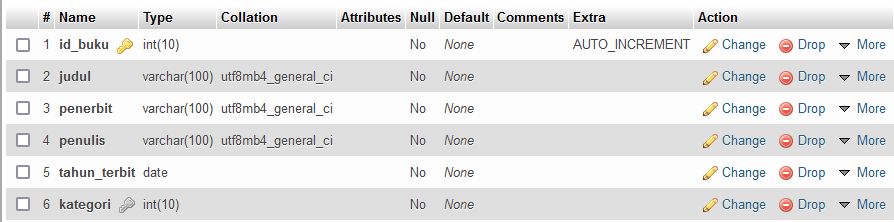 # Name Type Collation Attributes Null Default Comments Extra Action
1 id_buku int(10) No None AUTO_INCREMENT Change Drop More
2 judul varchar(100) utf8mb4_general_ci No None Change Drop More
3 penerbit varchar(100) utf8mb4_general_ci No None Change Drop More
4 penulis varchar(100) utf8mb4_general_ci No None Change Drop More
5 tahun_terbit date No None Change Drop More
6 kategori int(10) No None Change Drop More